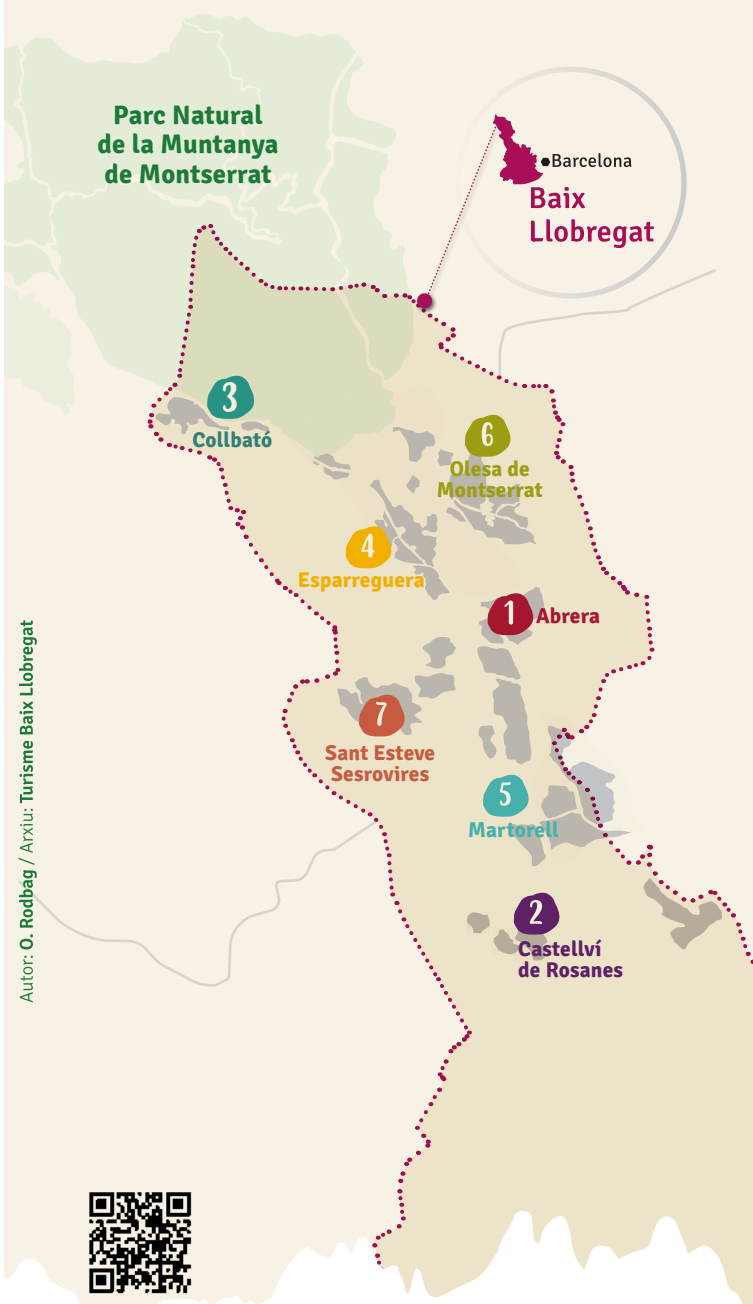 Parc Natural
de la Muntanya
de Montserrat
Barcelona
Baix
Llobregat
3
Collbató
6
Olesa de
Montserrat
4
Esparreguera
1 Abrera
7
Sant Esteve
Sesrovires
5
Martorell
2
Castellví
de Rosanes
Autor: O. Rodbag / Arxiu: Turisme Baix Llobregat